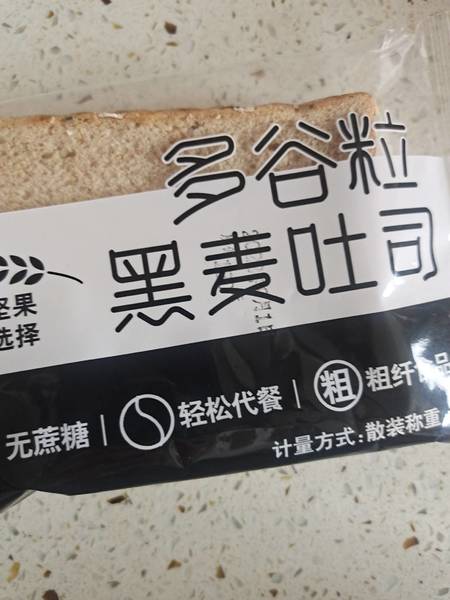 多谷粒
黑麦吐司
坚果
选择
无蔗糖 | 轻松代餐 | 粗 粗纤
计量方式:散装称重